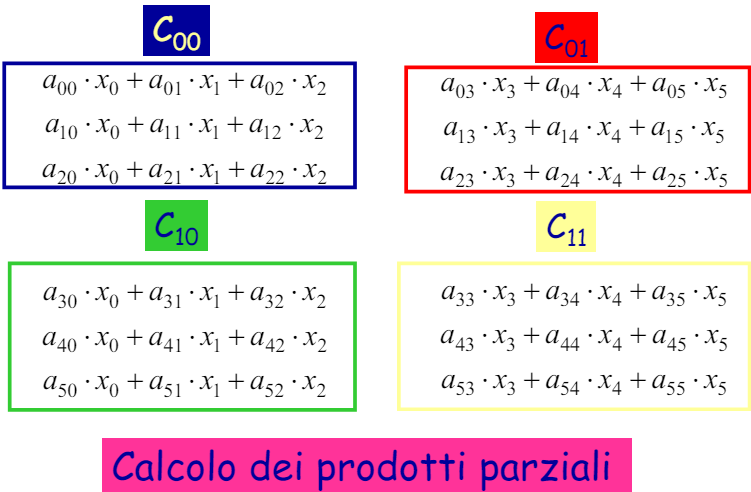 C₀₀
a₀₀ · x₀ + a₀₁ · x₁ + a₀₂ · x₂
a₁₀ · x₀ + a₁₁ · x₁ + a₁₂ · x₂
a₂₀ · x₀ + a₂₁ · x₁ + a₂₂ · x₂
C₀₁
a₀₃ · x₃ + a₀₄ · x₄ + a₀₅ · x₅
a₁₃ · x₃ + a₁₄ · x₄ + a₁₅ · x₅
a₂₃ · x₃ + a₂₄ · x₄ + a₂₅ · x₅
C₁₀
a₃₀ · x₀ + a₃₁ · x₁ + a₃₂ · x₂
a₄₀ · x₀ + a₄₁ · x₁ + a₄₂ · x₂
a₅₀ · x₀ + a₅₁ · x₁ + a₅₂ · x₂
C₁₁
a₃₃ · x₃ + a₃₄ · x₄ + a₃₅ · x₅
a₄₃ · x₃ + a₄₄ · x₄ + a₄₅ · x₅
a₅₃ · x₃ + a₅₄ · x₄ + a₅₅ · x₅
Calcolo dei prodotti parziali